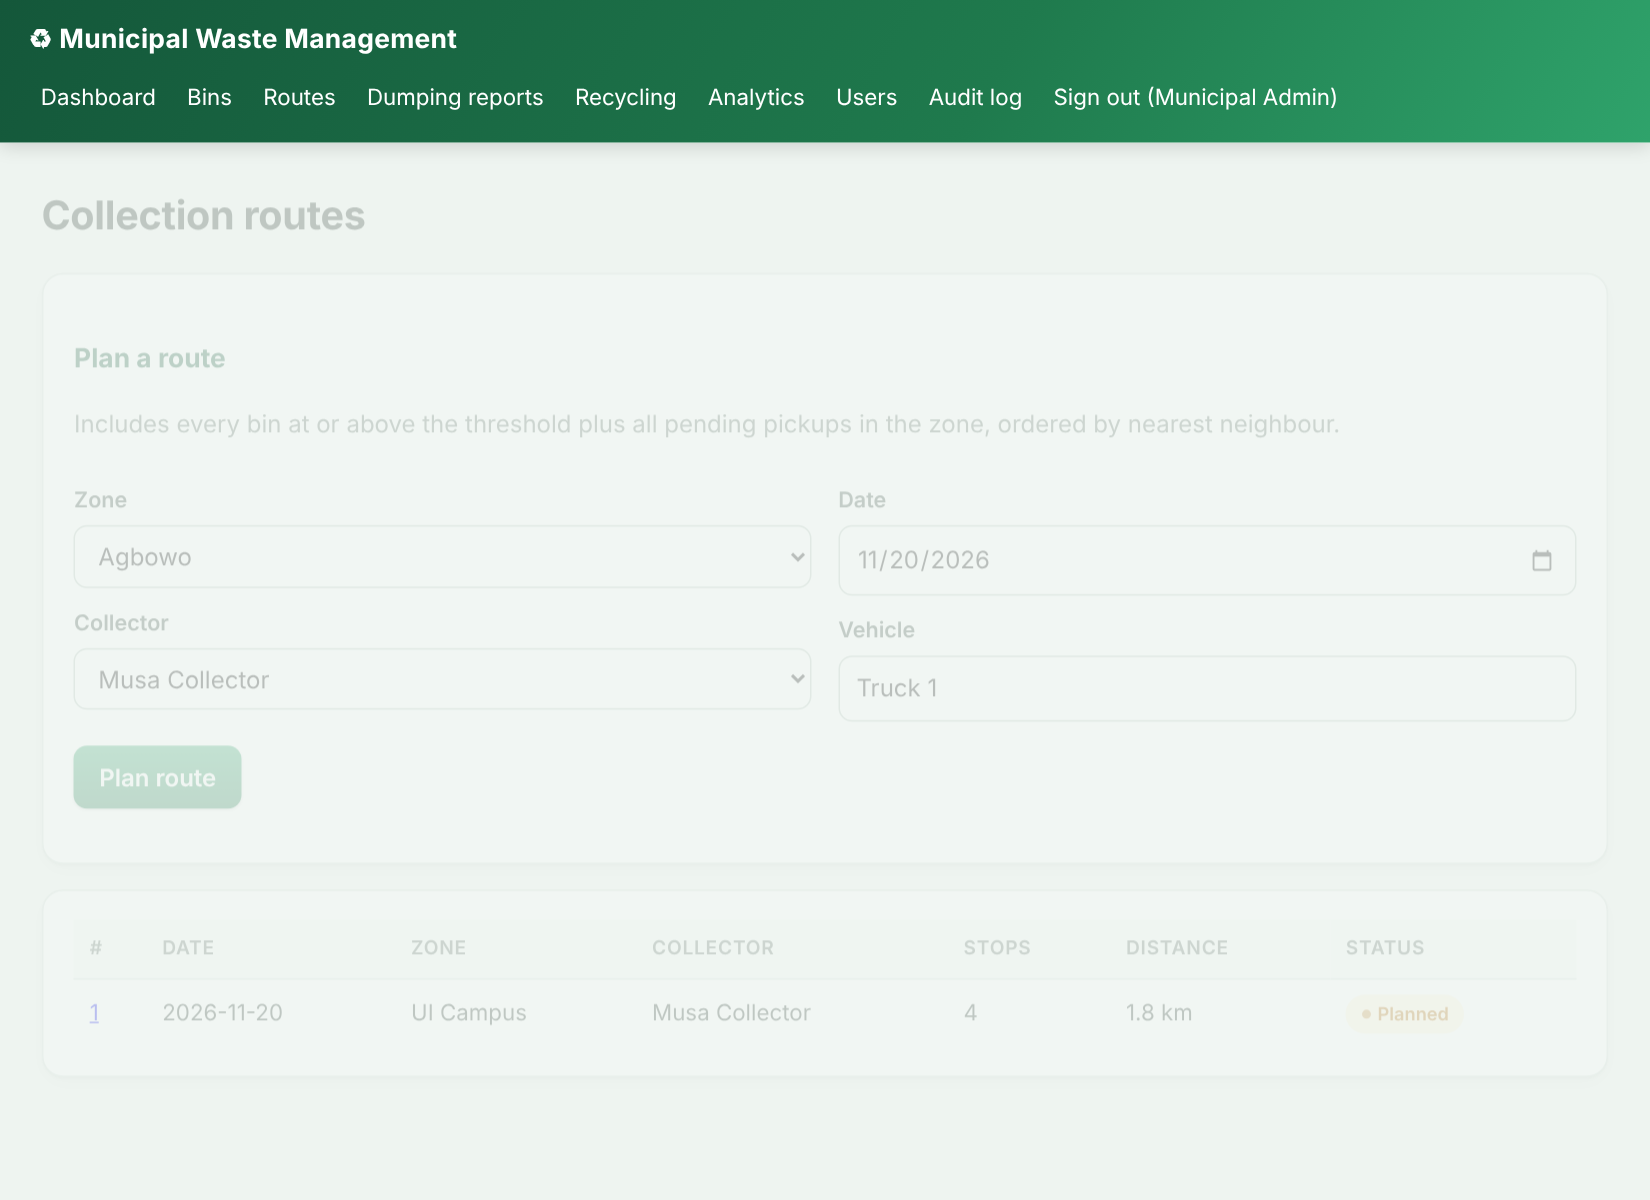 ♻ Municipal Waste Management
Dashboard Bins Routes Dumping reports Recycling Analytics Users Audit log Sign out (Municipal Admin)
Collection routes
Plan a route
Includes every bin at or above the threshold plus all pending pickups in the zone, ordered by nearest neighbour.
Zone Date
Agbowo 11/20/2026
Collector Vehicle
Musa Collector Truck 1
Plan route
# DATE ZONE COLLECTOR STOPS DISTANCE STATUS
1 2026-11-20 UI Campus Musa Collector 4 1.8 km Planned